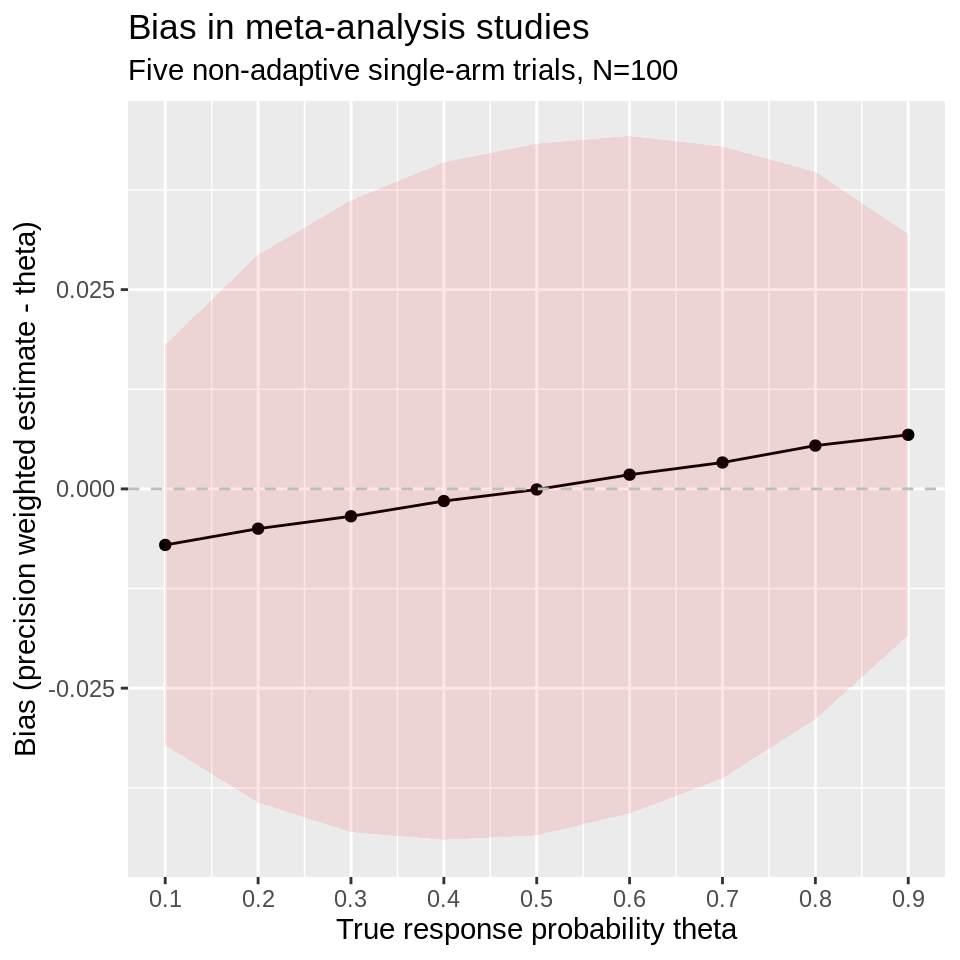 Bias in meta-analysis studies
Five non-adaptive single-arm trials, N=100
Bias (precision weighted estimate - theta)
0.025
0.000
-0.025
0.1 0.2 0.3 0.4 0.5 0.6 0.7 0.8 0.9
True response probability theta